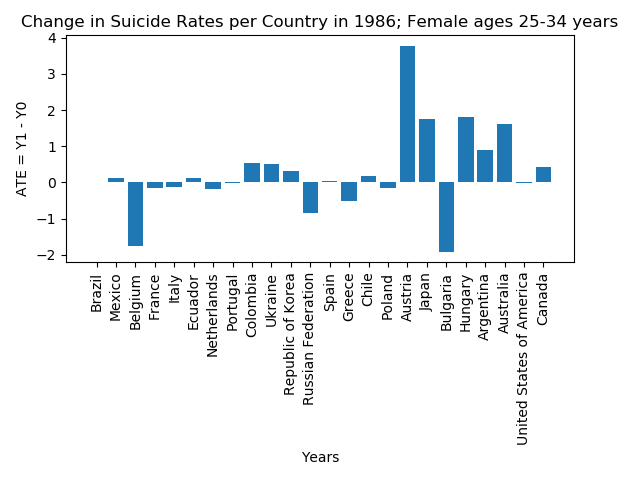 Change in Suicide Rates per Country in 1986; Female ages 25-34 years
ATE = Y1 - Y0
4
3
2
1
0
−1
−2
Brazil
Mexico
Belgium
France
Italy
Ecuador
Netherlands
Portugal
Colombia
Ukraine
Republic of Korea
Russian Federation
Spain
Greece
Chile
Poland
Austria
Japan
Bulgaria
Hungary
Argentina
Australia
United States of America
Canada
Years